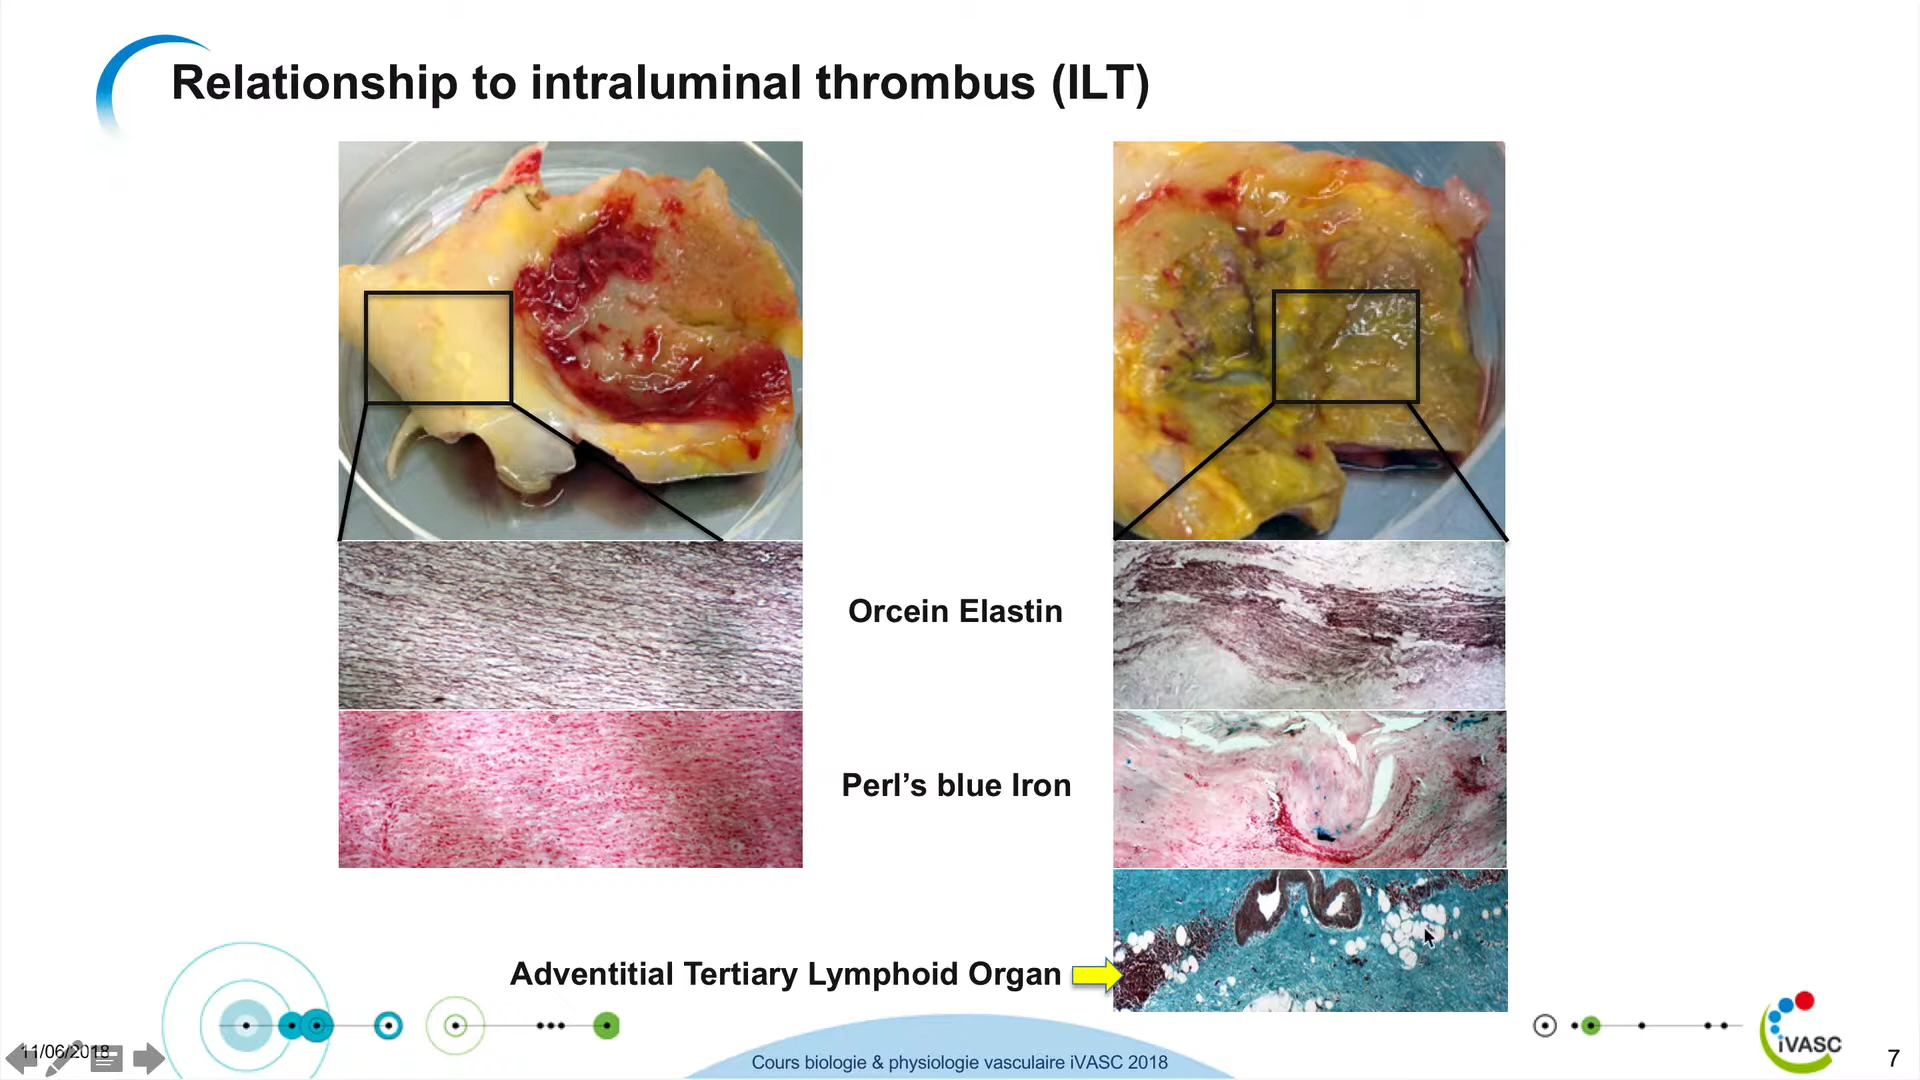 Relationship to intraluminal thrombus (ILT)
Orcein Elastin
Perl’s blue Iron
Adventitial Tertiary Lymphoid Organ
11/06/2018
Cours biologie & physiologie vasculaire iVASC 2018
iVASC
7